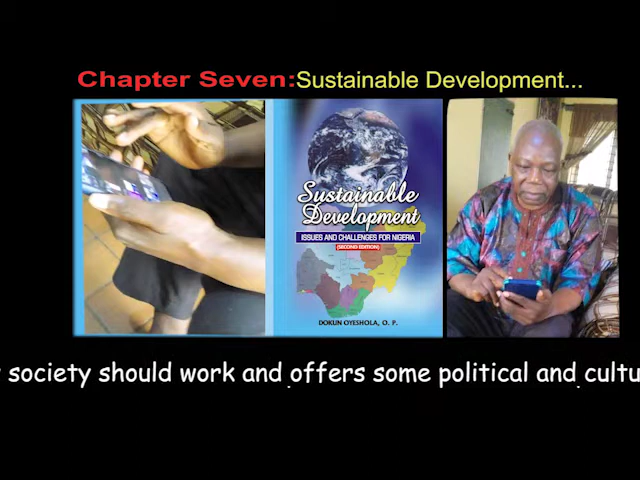 Chapter Seven:Sustainable Development...
Sustainable
Development
ISSUES AND CHALLENGES FOR NIGERIA
(SECOND EDITION)
DOKUN OYESHOLA, O. P.
society should work and offers some political and cultu